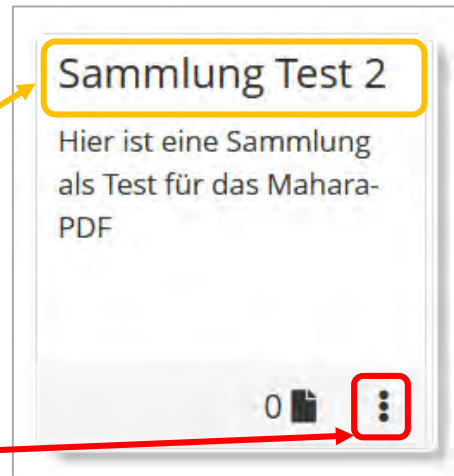 Sammlung Test 2
Hier ist eine Sammlung
als Test für das Mahara-
PDF
0